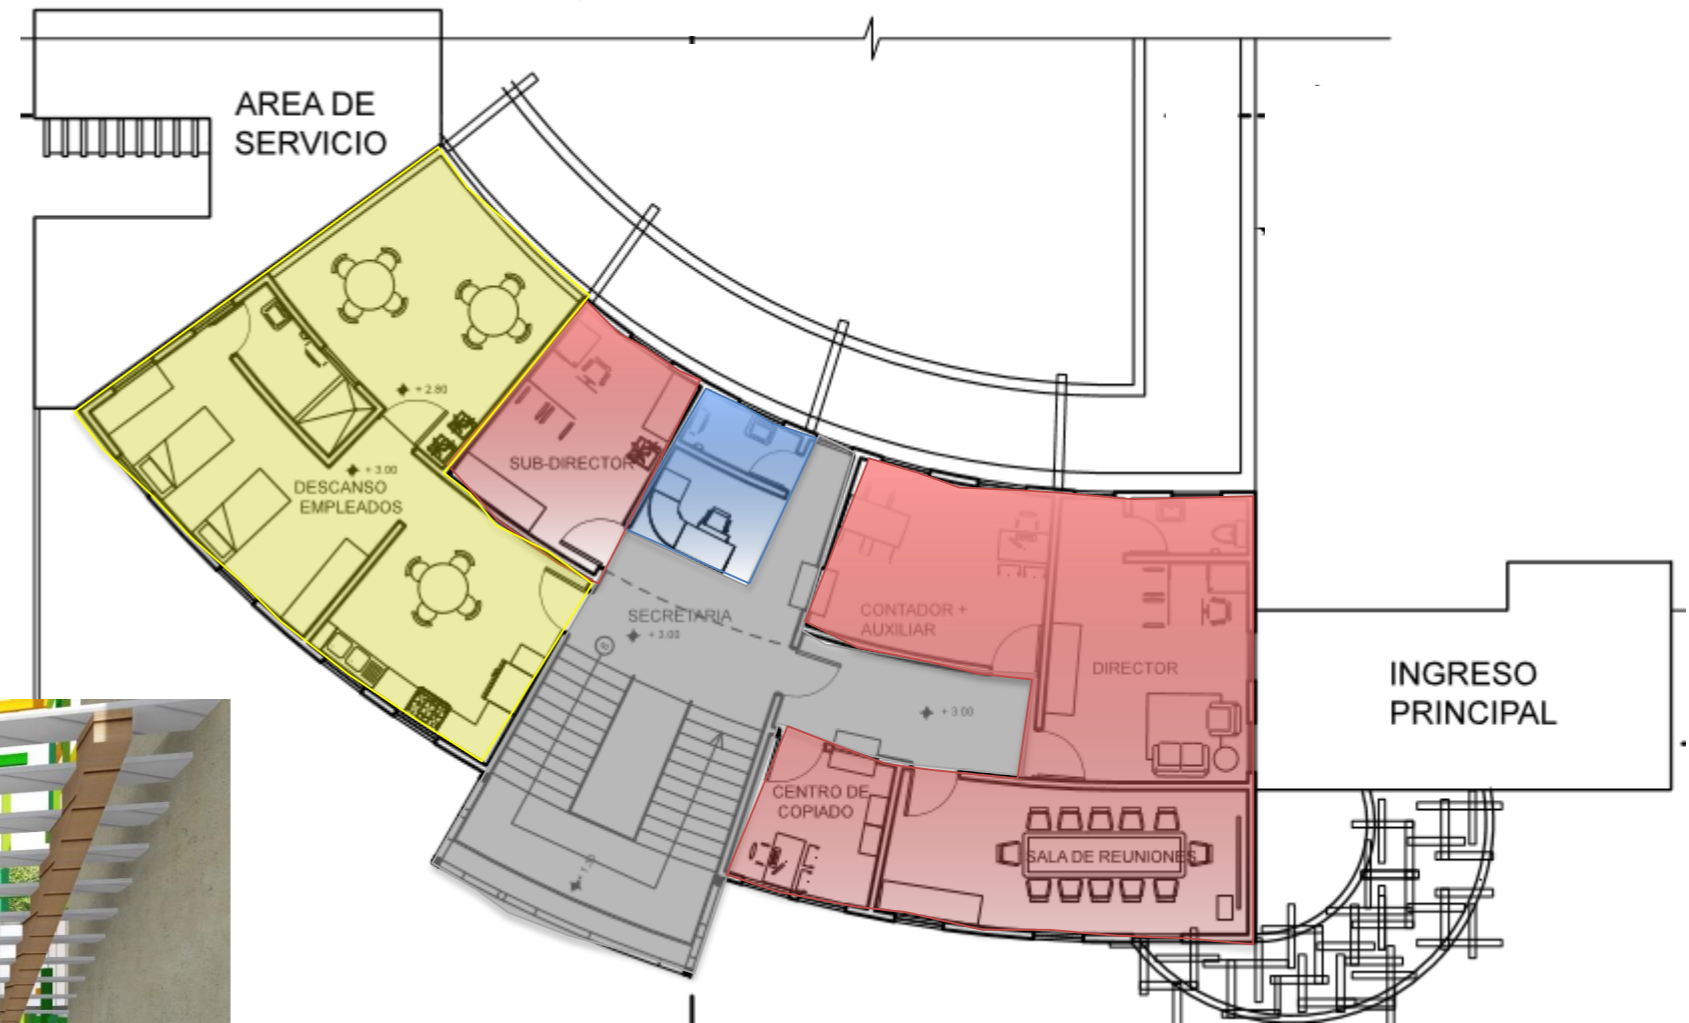 AREA DE
SERVICIO
+ 2.80
SUB-DIRECTOR
+ 3.00
DESCANSO
EMPLEADOS
SECRETARIA
+ 3.00
CONTADOR +
AUXILIAR
DIRECTOR
INGRESO
PRINCIPAL
+ 3.00
CENTRO DE
COPIADO
SALA DE REUNIONES